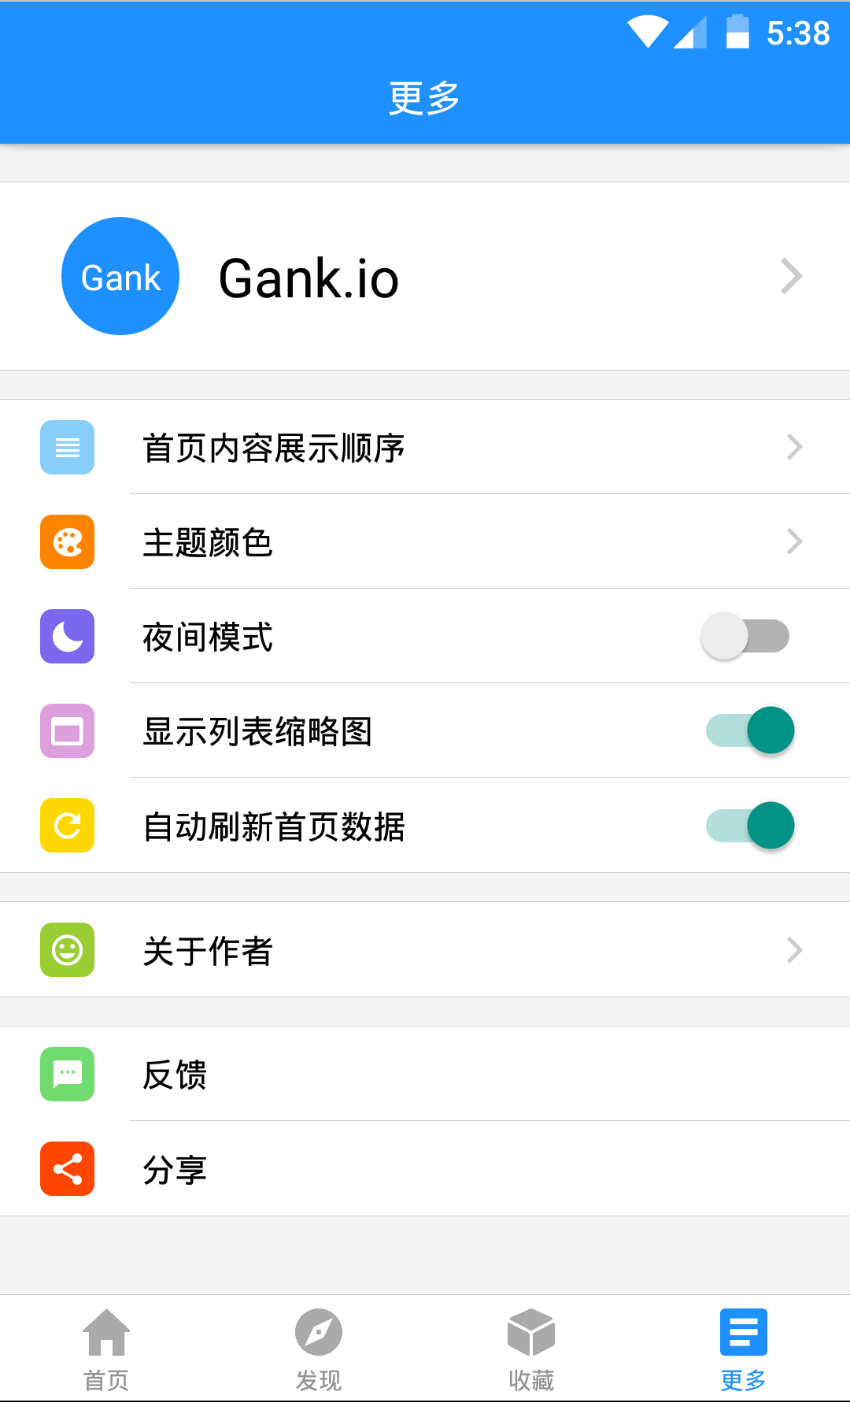 5:38
更多
Gank
Gank.io
首页内容展示顺序
主题颜色
夜间模式
显示列表缩略图
自动刷新首页数据
关于作者
反馈
分享
首页
发现
收藏
更多